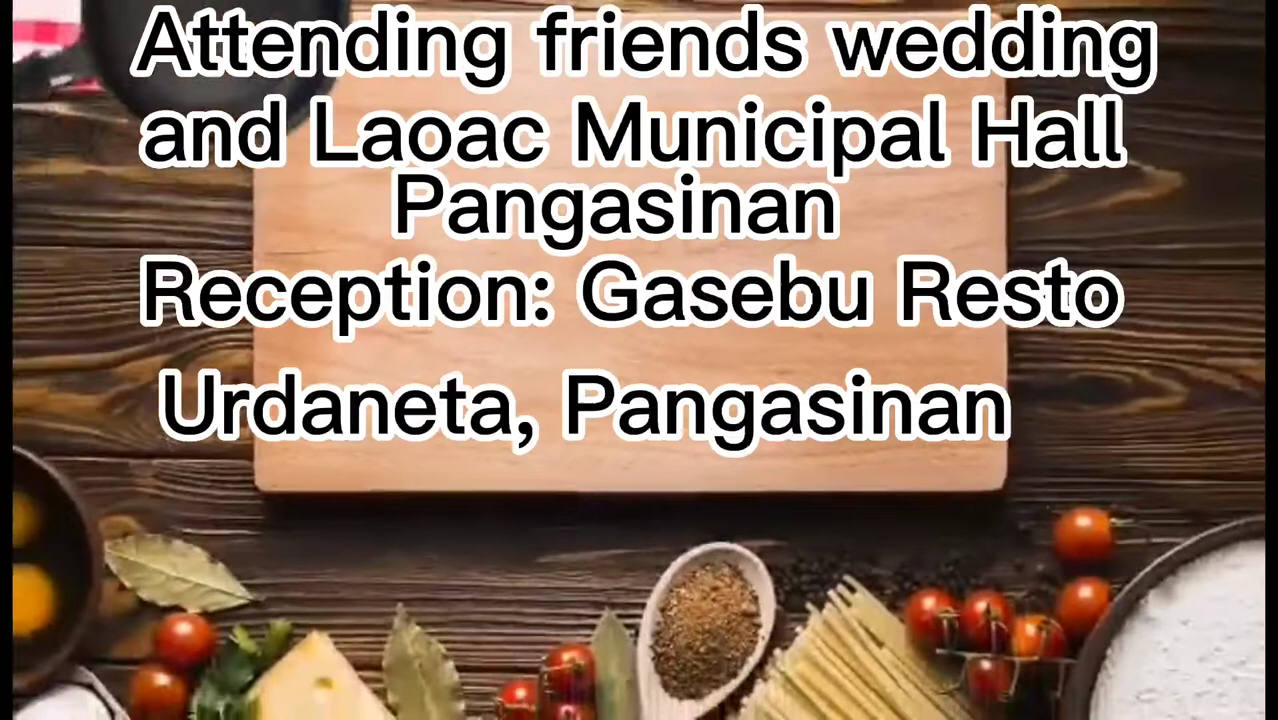 Attending friends wedding
and Laoac Municipal Hall
Pangasinan
Reception: Gasebu Resto
Urdaneta, Pangasinan